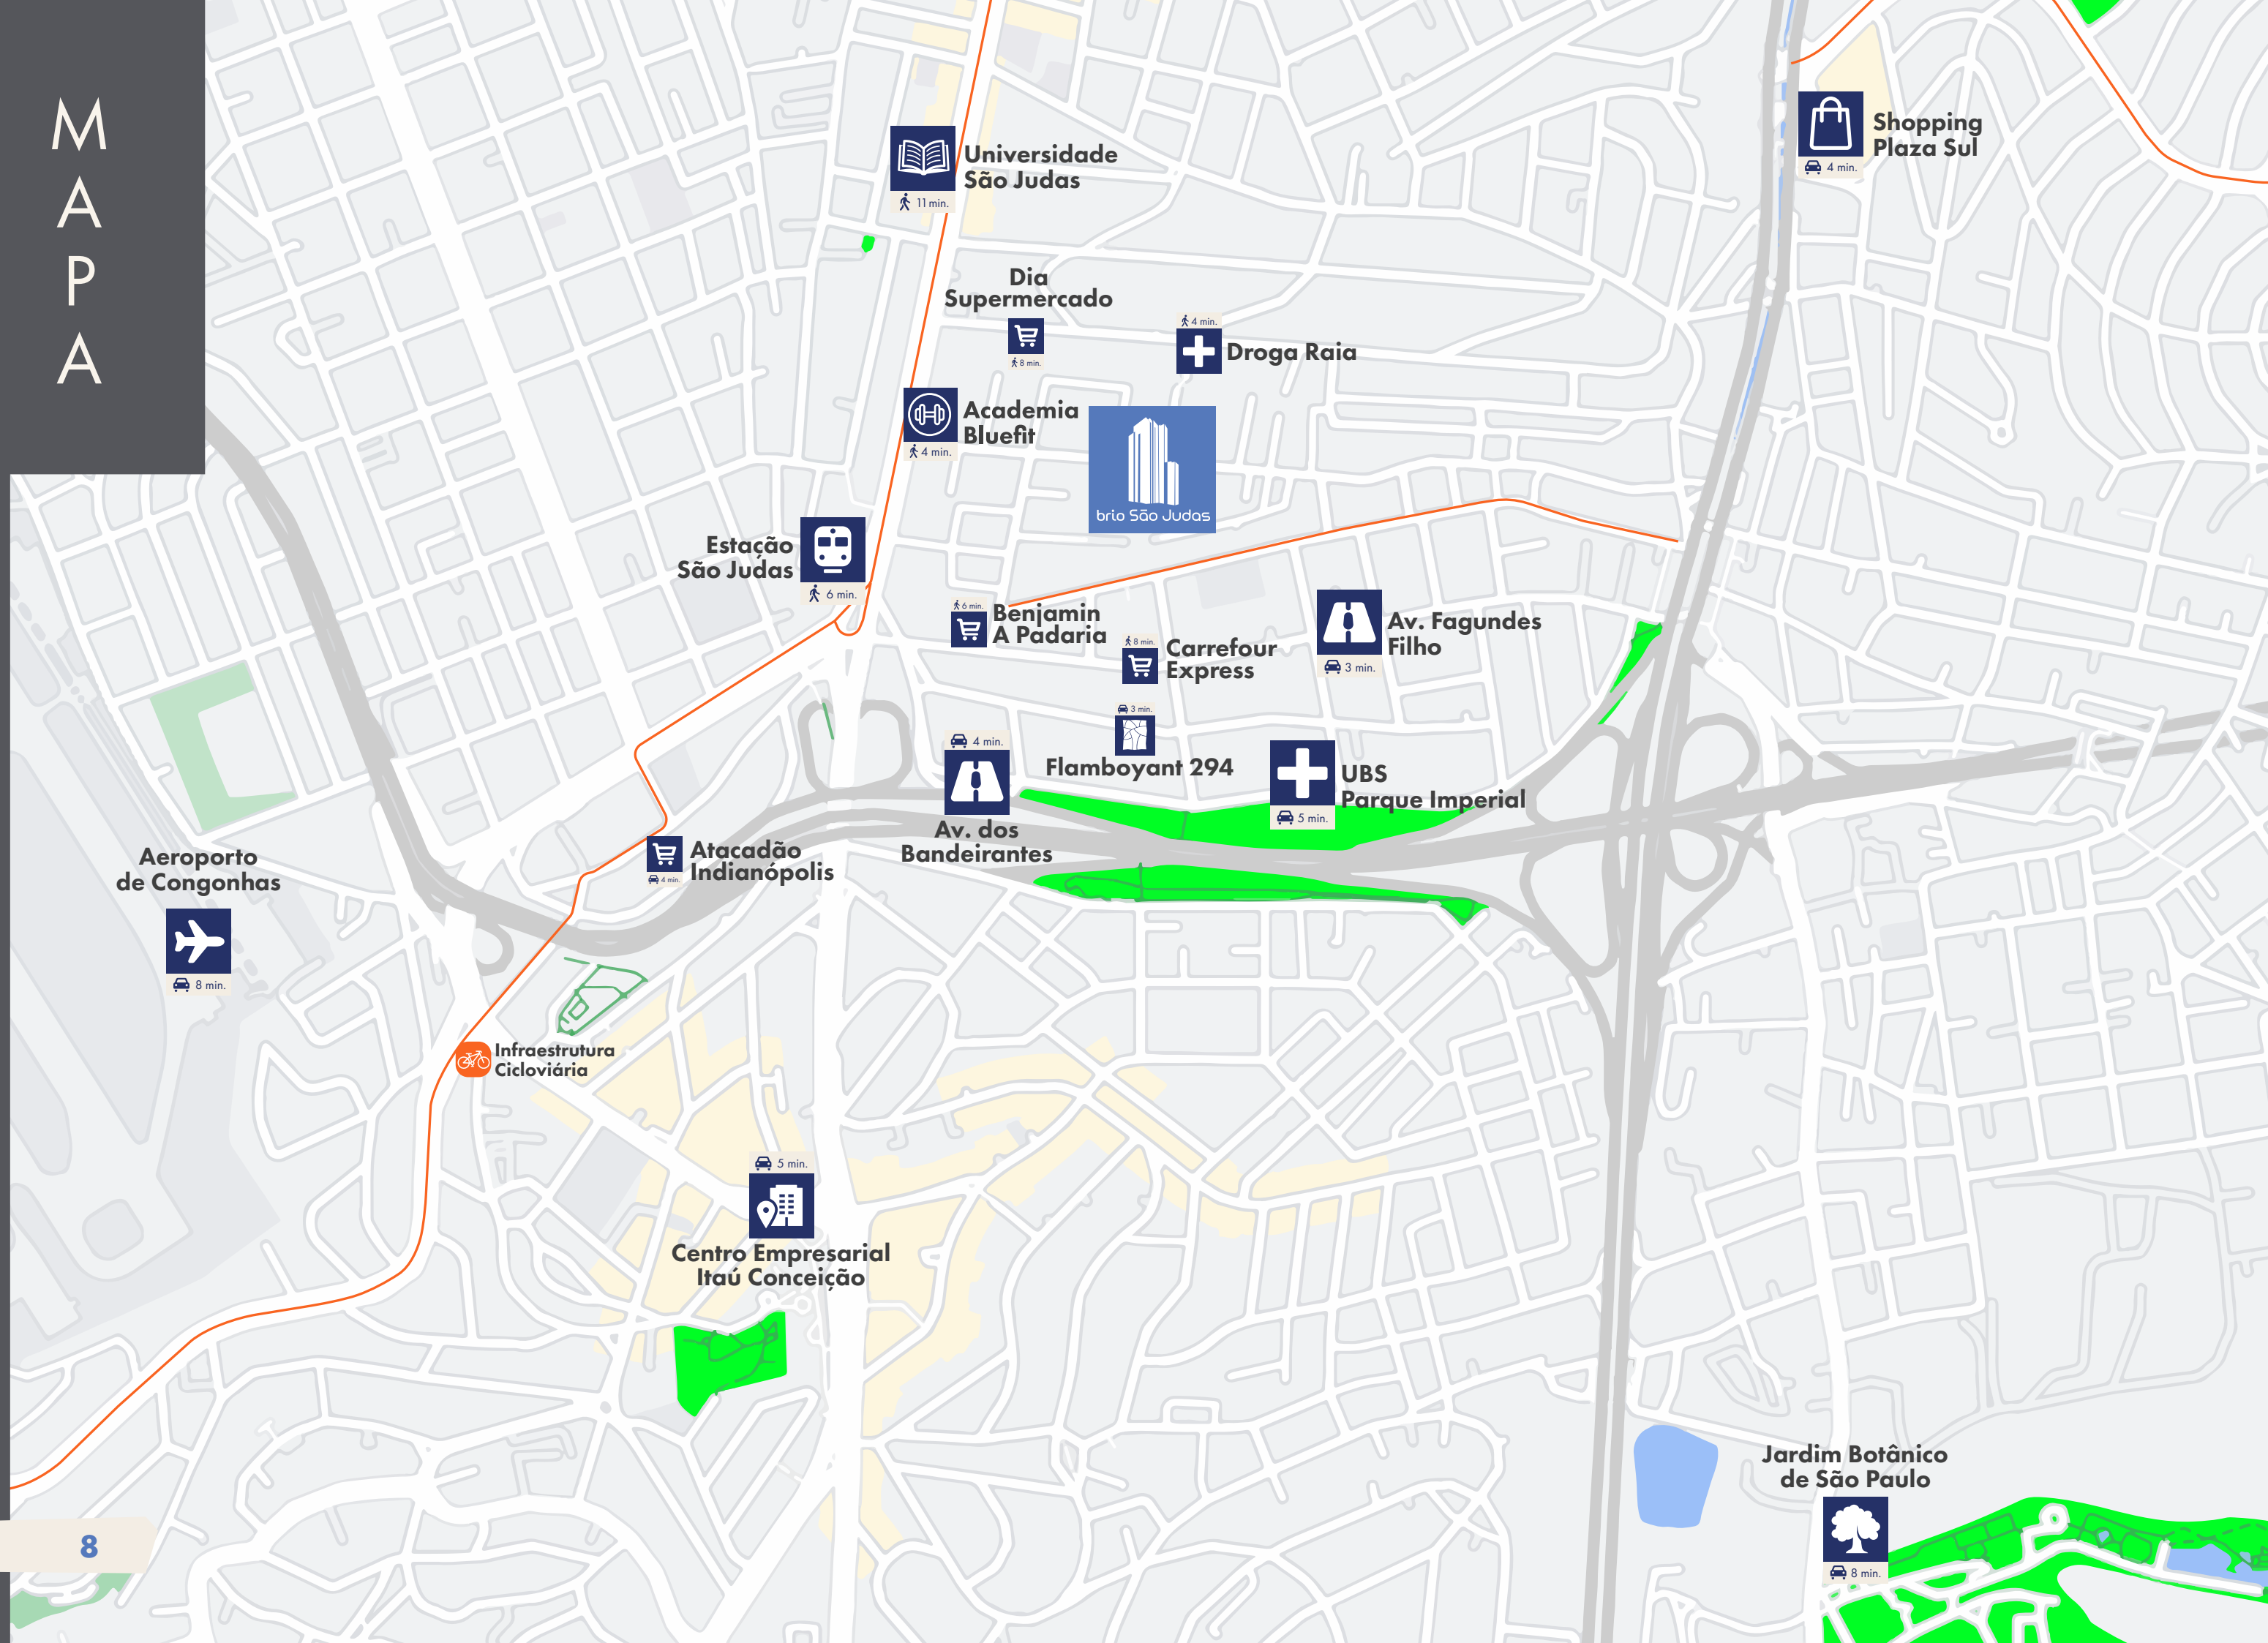 M
A
P
A
Universidade
São Judas
11 min.
Shopping
Plaza Sul
4 min.
Dia
Supermercado
8 min.
4 min.
Droga Raia
Academia
Bluefit
4 min.
brio São Judas
Estação
São Judas
6 min.
6 min.
Benjamin
A Padaria
8 min.
Carrefour
Express
Av. Fagundes
Filho
3 min.
3 min.
Flamboyant 294
4 min.
Av. dos
Bandeirantes
UBS
Parque Imperial
5 min.
Atacadão
Indianópolis
4 min.
Aeroporto
de Congonhas
8 min.
Infraestrutura
Cicloviária
5 min.
Centro Empresarial
Itaú Conceição
Jardim Botânico
de São Paulo
8 min.
8